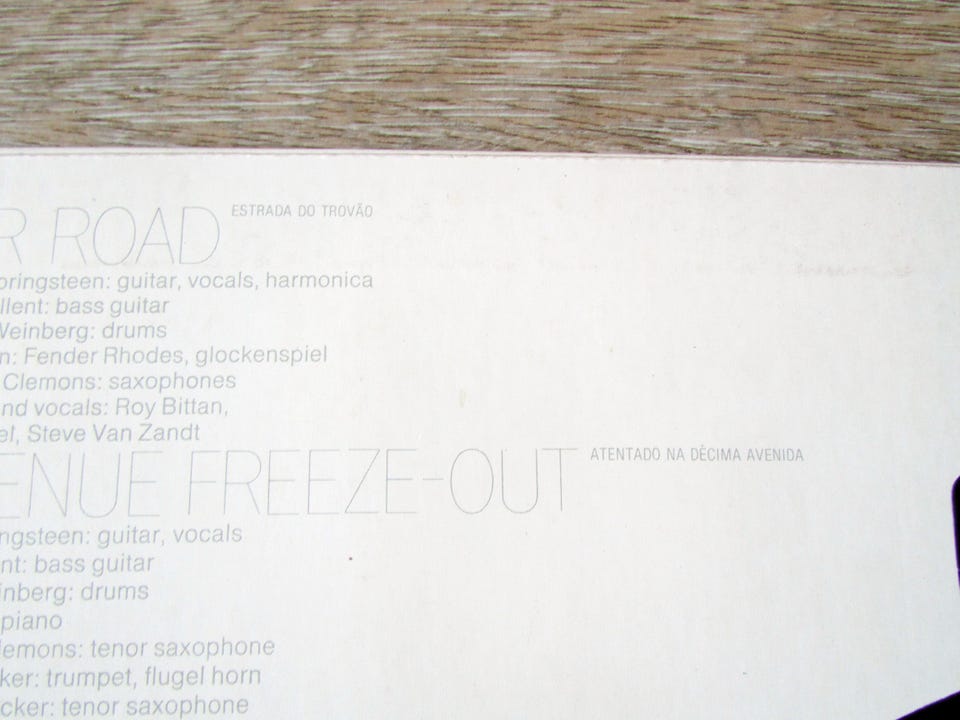 R ROAD ESTRADA DO TROVÃO
pringsteen: guitar, vocals, harmonica
llent: bass guitar
Weinberg: drums
n: Fender Rhodes, glockenspiel
Clemons: saxophones
nd vocals: Roy Bittan,
el, Steve Van Zandt
ENUE FREEZE-OUT ATENTADO NA DÉCIMA AVENIDA
ngsteen: guitar, vocals
nt: bass guitar
inberg: drums
piano
lemons: tenor saxophone
ker: trumpet, flugel horn
cker: tenor saxophone